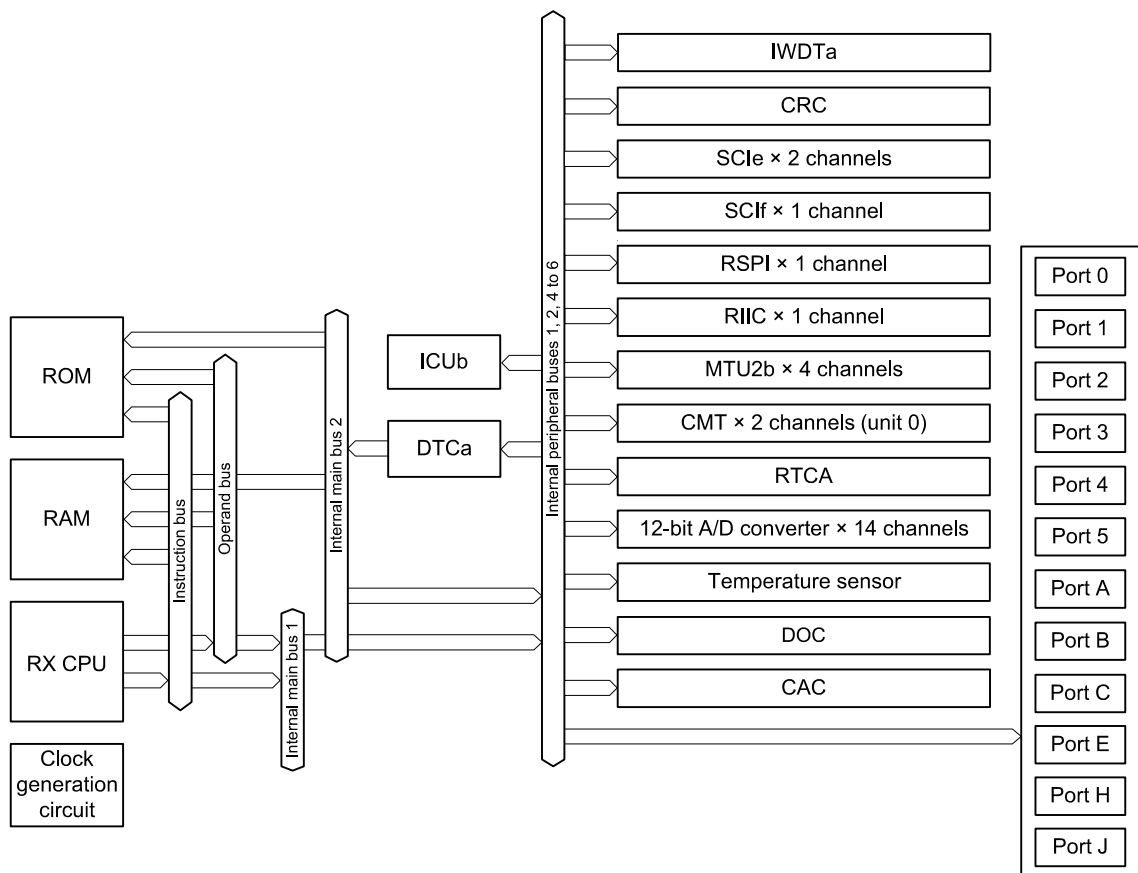 IWDTa
CRC
SCIe × 2 channels
SCIf × 1 channel
RSPI × 1 channel
RIIC × 1 channel
MTU2b × 4 channels
CMT × 2 channels (unit 0)
RTCA
12-bit A/D converter × 14 channels
Temperature sensor
DOC
CAC
Port 0
Port 1
Port 2
Port 3
Port 4
Port 5
Port A
Port B
Port C
Port E
Port H
Port J
Internal peripheral buses 1, 2, 4 to 6
ICUb
DTCa
Internal main bus 2
Internal main bus 1
Operand bus
Instruction bus
ROM
RAM
RX CPU
Clock
generation
circuit